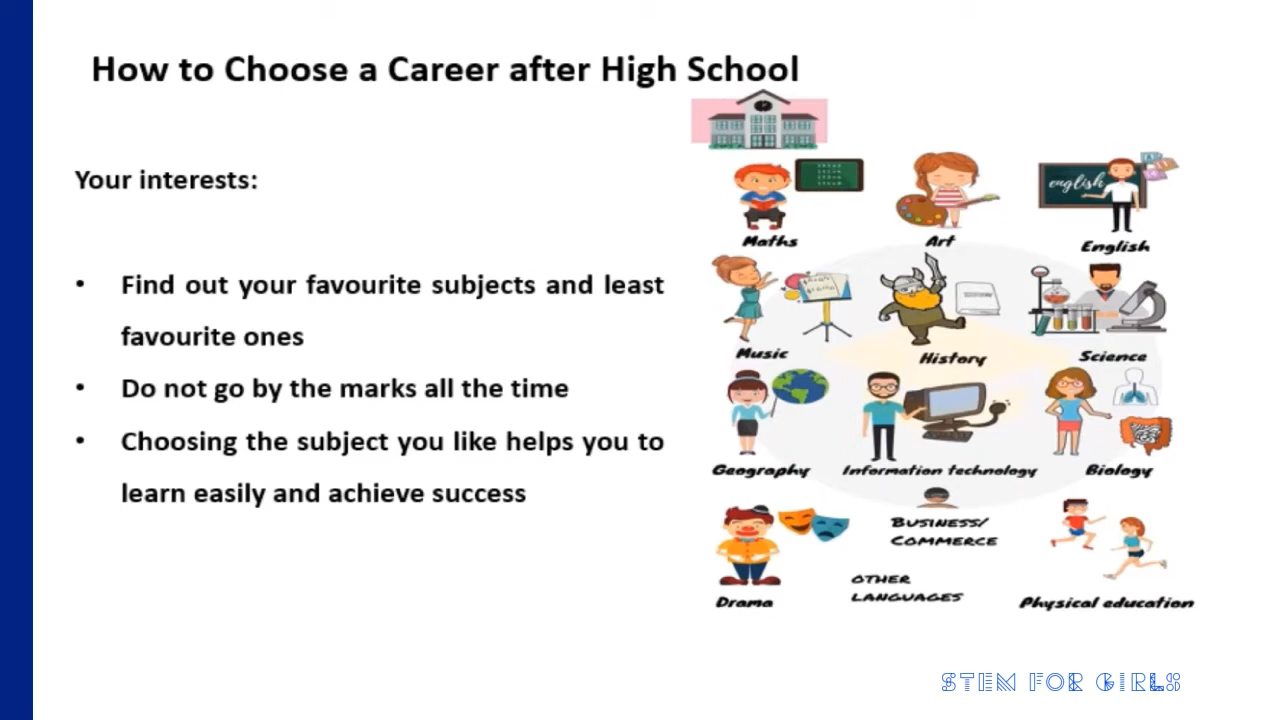 How to Choose a Career after High School
Your interests:
• Find out your favourite subjects and least
favourite ones
• Do not go by the marks all the time
• Choosing the subject you like helps you to
learn easily and achieve success
english
Maths
Art
English
Music
History
Science
Geography
Information technology
Biology
BUSINESS/
COMMERCE
OTHER
LANGUAGES
Drama
Physical education
STEM FOR GIRLS